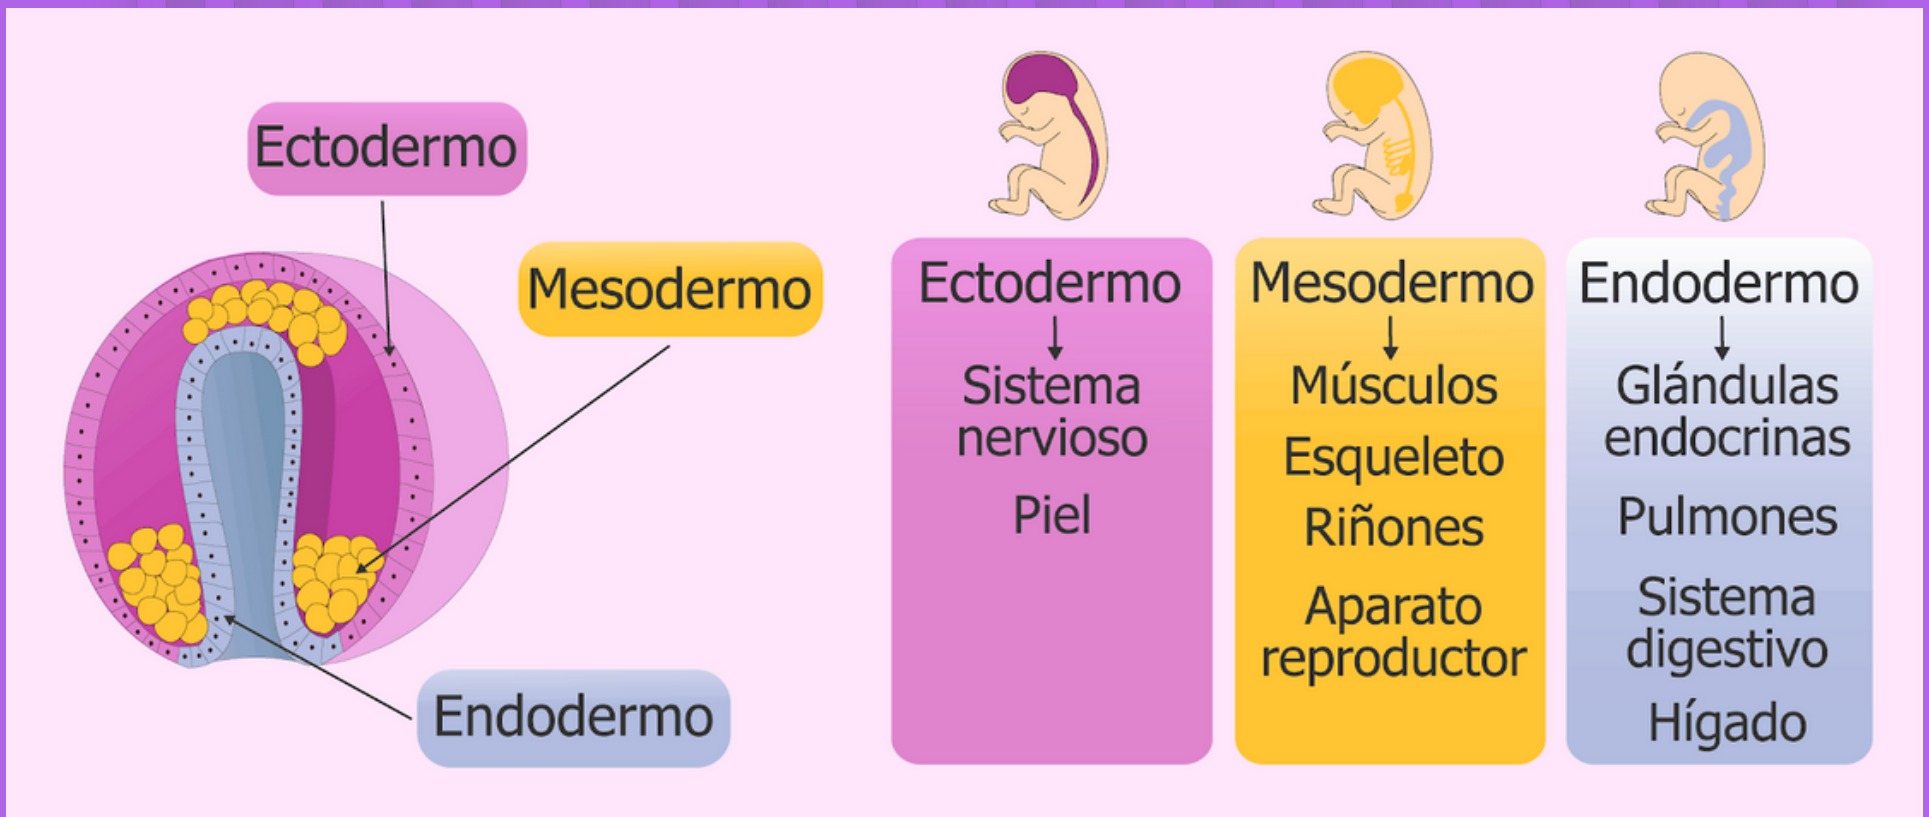 Ectodermo
Mesodermo
Endodermo
Ectodermo
Sistema
nervioso
Piel
Mesodermo
Músculos
Esqueleto
Riñones
Aparato
reproductor
Endodermo
Glándulas
endocrinas
Pulmones
Sistema
digestivo
Hígado